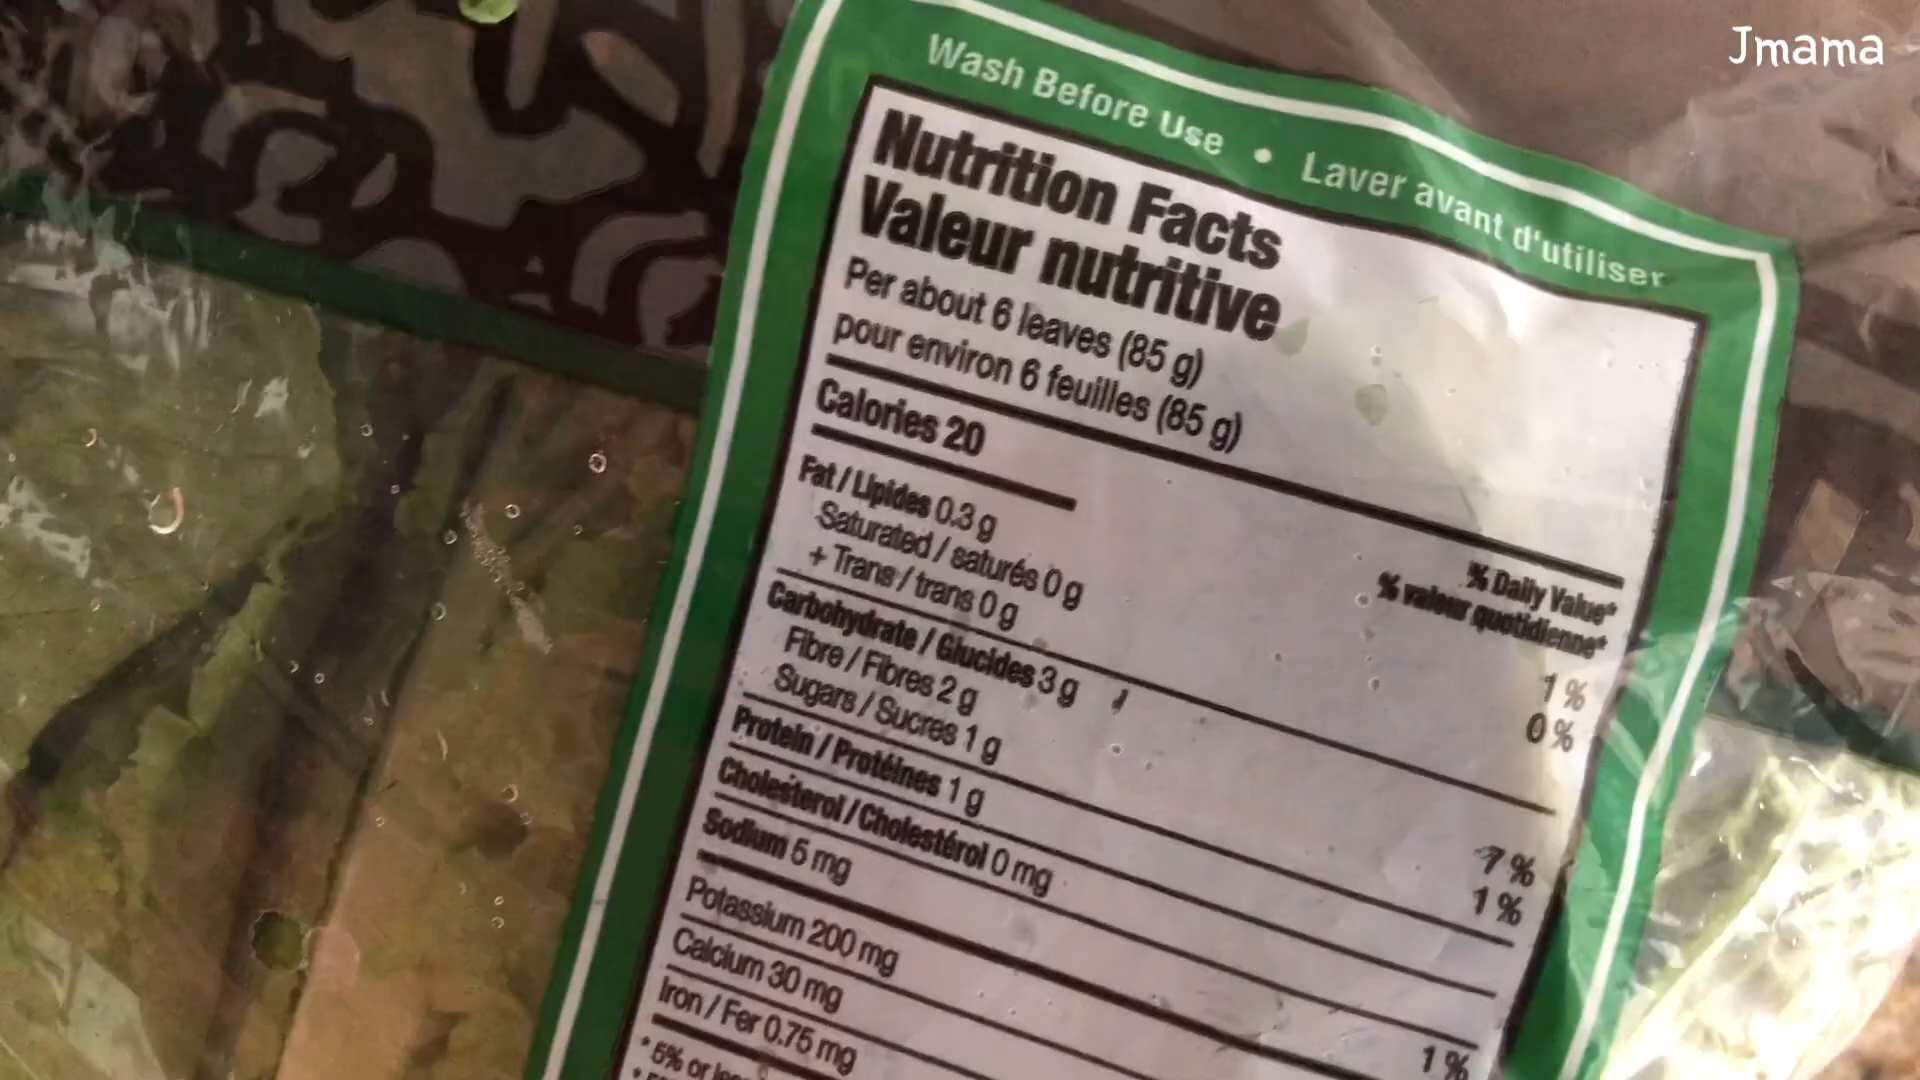 Jmama
Wash Before Use • Laver avant d'utiliser
Nutrition Facts
Valeur nutritive
Per about 6 leaves (85 g)
pour environ 6 feuilles (85 g)
Calories 20
% Daily Value*
% valeur quotidienne*
Fat / Lipides 0.3 g 1 %
Saturated / saturés 0 g 0 %
+ Trans / trans 0 g
Carbohydrate / Glucides 3 g
Fibre / Fibres 2 g 7 %
Sugars / Sucres 1 g 1 %
Protein / Protéines 1 g
Cholesterol / Cholestérol 0 mg
Sodium 5 mg 1 %
Potassium 200 mg
Calcium 30 mg
Iron / Fer 0.75 mg
* 5% or less